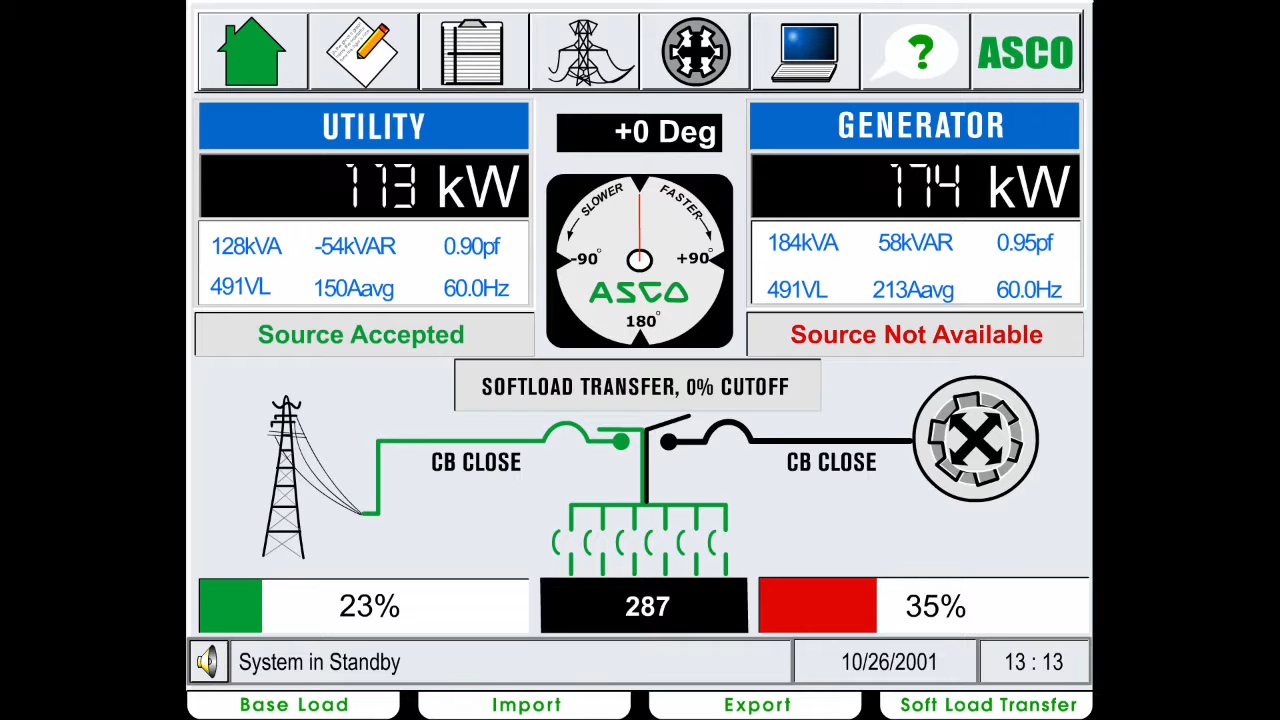 ?
ASCO
UTILITY
+0 Deg
GENERATOR
113 kW
174 kW
SLOWER
FASTER
128kVA -54kVAR 0.90pf
184kVA 58kVAR 0.95pf
-90°
+90°
491VL 150Aavg 60.0Hz
ASCO
491VL 213Aavg 60.0Hz
180°
Source Accepted
Source Not Available
SOFTLOAD TRANSFER, 0% CUTOFF
CB CLOSE
CB CLOSE
23%
287
35%
System in Standby
10/26/2001
13 : 13
Base Load
Import
Export
Soft Load Transfer